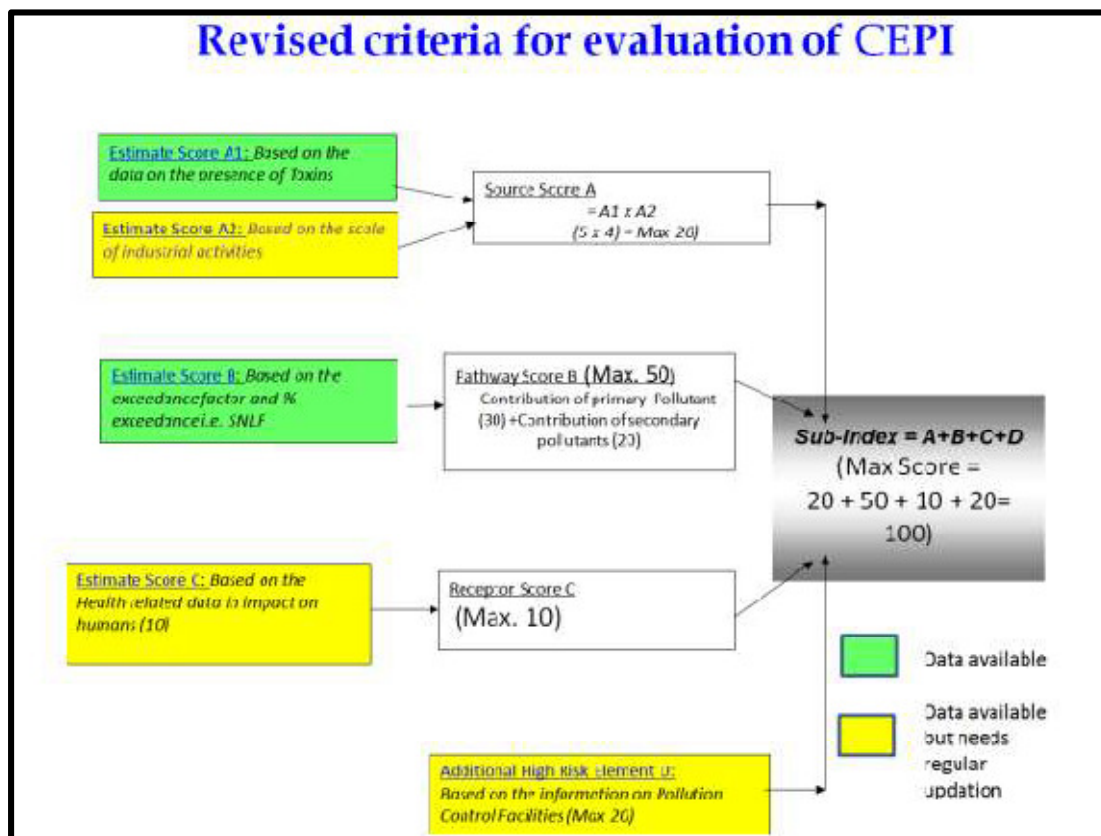 Revised criteria for evaluation of CEPI
Estimate Score A1: Based on the
data on the presence of Toxins
Estimate Score A2: Based on the scale
of industrial activities
Source Score A
= A1 x A2
(5 x 4) = Max 20)
Estimate Score B: Based on the
exceedancefactor and %
exceedancei.e. SNLF
Pathway Score B (Max. 50)
Contribution of primary Pollutant
(30) +Contribution of secondary
pollutants (20)
Sub-Index = A+B+C+D
(Max Score =
20 + 50 + 10 + 20=
100)
Estimate Score C: Based on the
Health related data in impact on
humans (10)
Receptor Score C
(Max. 10)
Data available
Data available
but needs
regular
updation
Additional High Risk Element D:
Based on the information on Pollution
Control Facilities (Max 20)